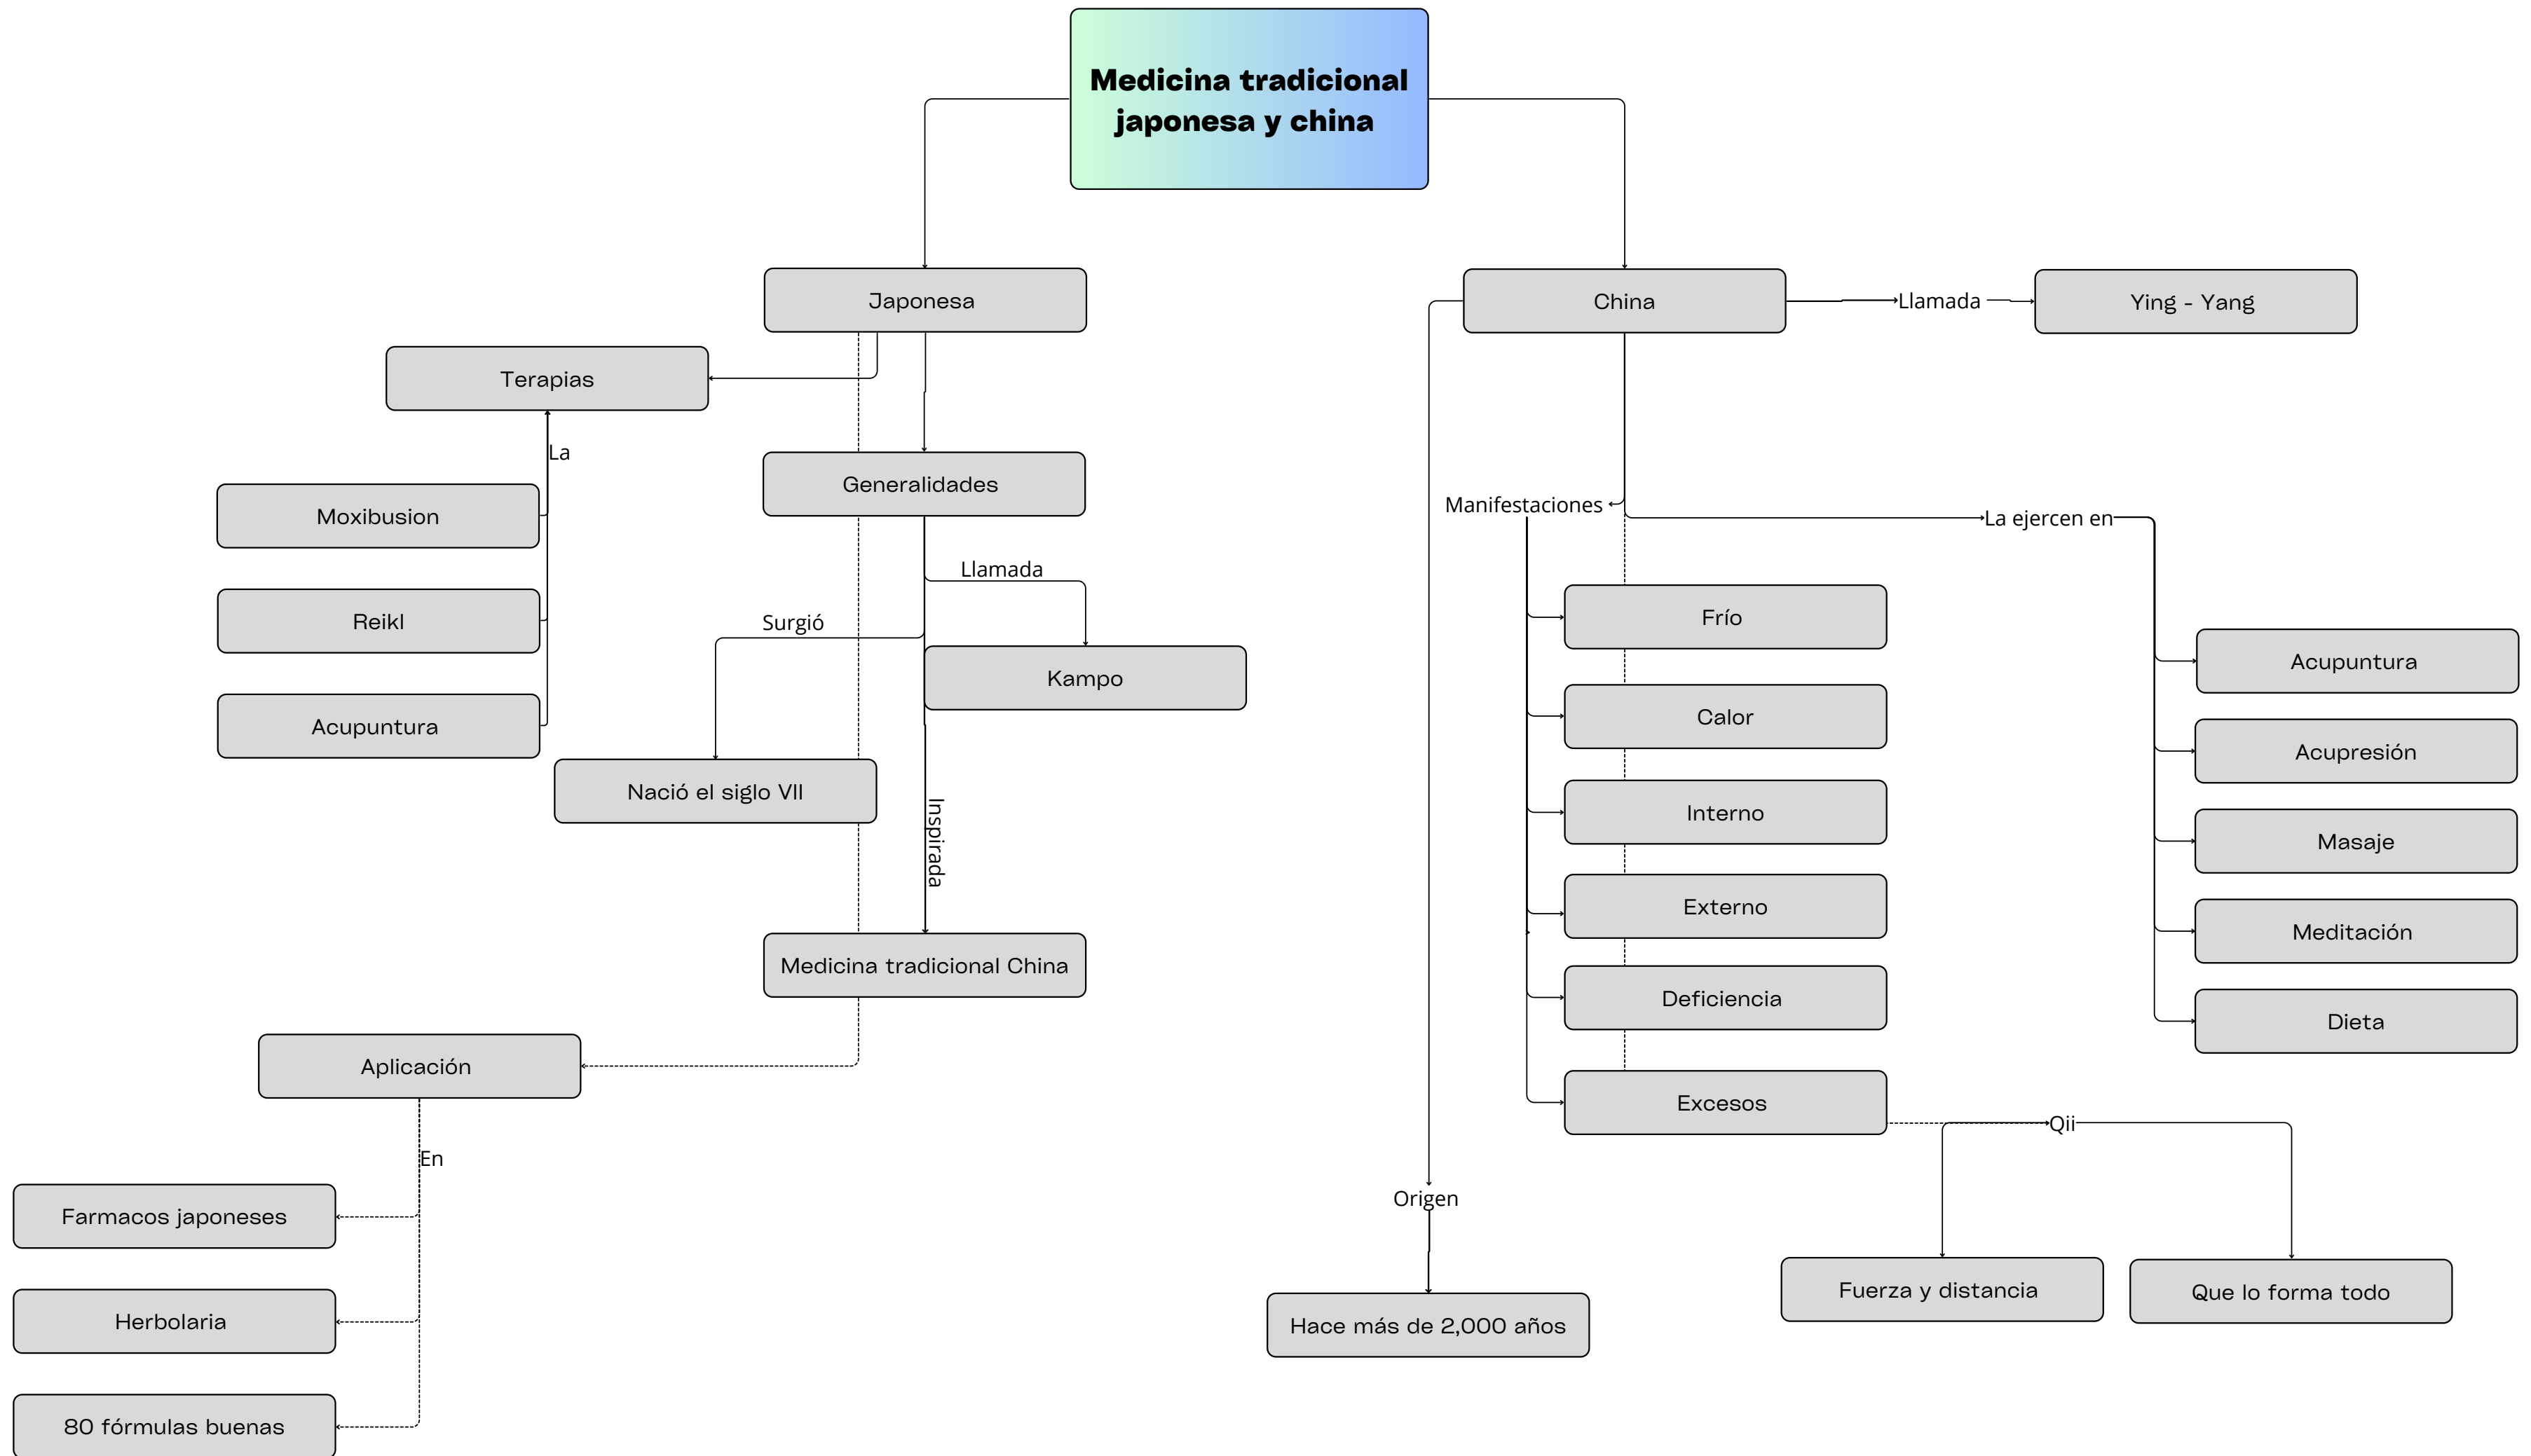 Medicina tradicional
japonesa y china
Japonesa
China
Llamada
Ying - Yang
Terapias
La
Generalidades
Moxibusion
Manifestaciones
La ejercen en
Llamada
Surgió
Reikl
Frío
Kampo
Acupuntura
Acupuntura
Calor
Acupresión
Nació el siglo VII
Interno
Inspirada
Masaje
Externo
Meditación
Medicina tradicional China
Deficiencia
Dieta
Aplicación
Excesos
Qii
En
Origen
Farmacos japoneses
Fuerza y distancia
Que lo forma todo
Herbolaria
Hace más de 2,000 años
80 fórmulas buenas